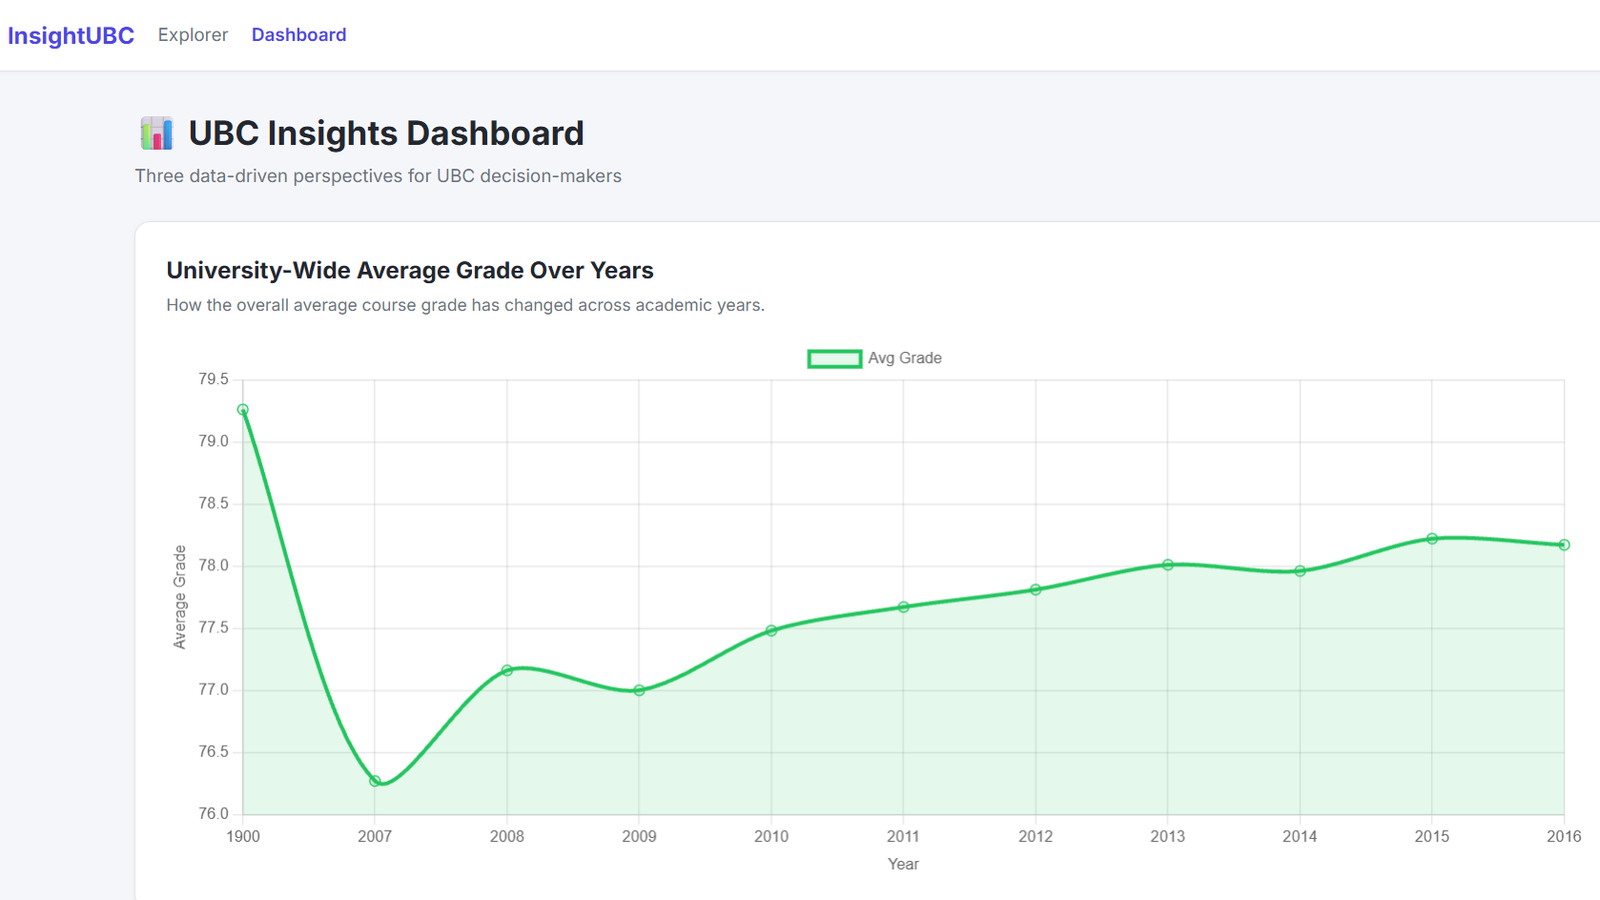 InsightUBC Explorer Dashboard
UBC Insights Dashboard
Three data-driven perspectives for UBC decision-makers
University-Wide Average Grade Over Years
How the overall average course grade has changed across academic years.
Avg Grade
79.5
79.0
78.5
78.0
77.5
77.0
76.5
76.0
Average Grade
1900 2007 2008 2009 2010 2011 2012 2013 2014 2015 2016
Year